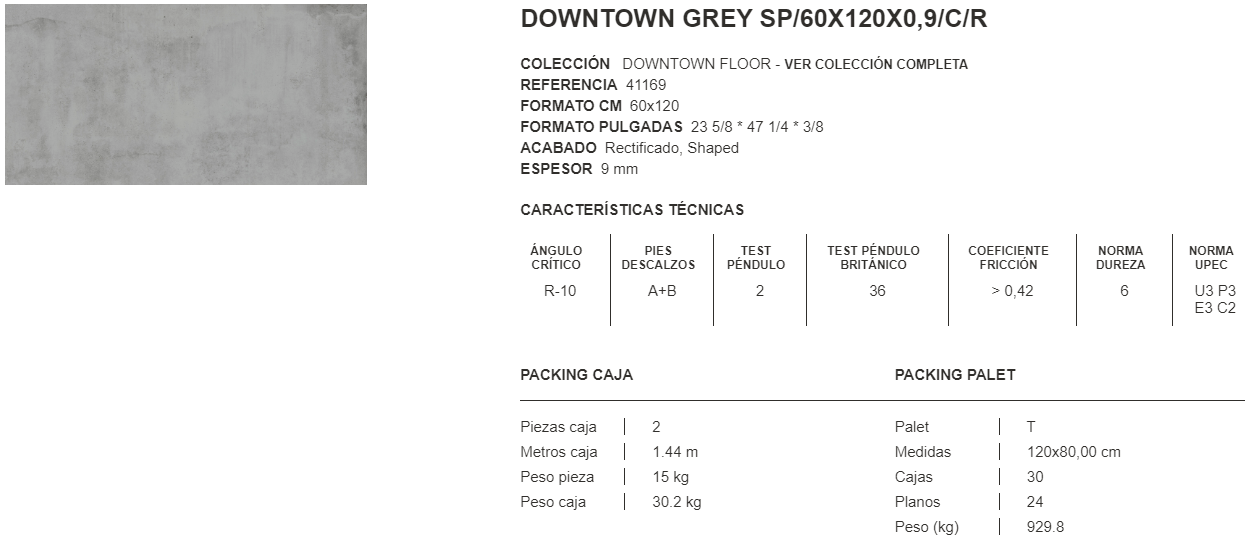 DOWNTOWN GREY SP/60X120X0,9/C/R
COLECCIÓN DOWNTOWN FLOOR - VER COLECCIÓN COMPLETA
REFERENCIA 41169
FORMATO CM 60x120
FORMATO PULGADAS 23 5/8 * 47 1/4 * 3/8
ACABADO Rectificado, Shaped
ESPESOR 9 mm
CARACTERÍSTICAS TÉCNICAS
ÁNGULO CRÍTICO
R-10
PIES DESCALZOS
A+B
TEST PÉNDULO
2
TEST PÉNDULO BRITÁNICO
36
COEFICIENTE FRICCIÓN
> 0,42
NORMA DUREZA
6
NORMA UPEC
U3 P3
E3 C2
PACKING CAJA
Piezas caja 2
Metros caja 1.44 m
Peso pieza 15 kg
Peso caja 30.2 kg
PACKING PALET
Palet T
Medidas 120x80,00 cm
Cajas 30
Planos 24
Peso (kg) 929.8